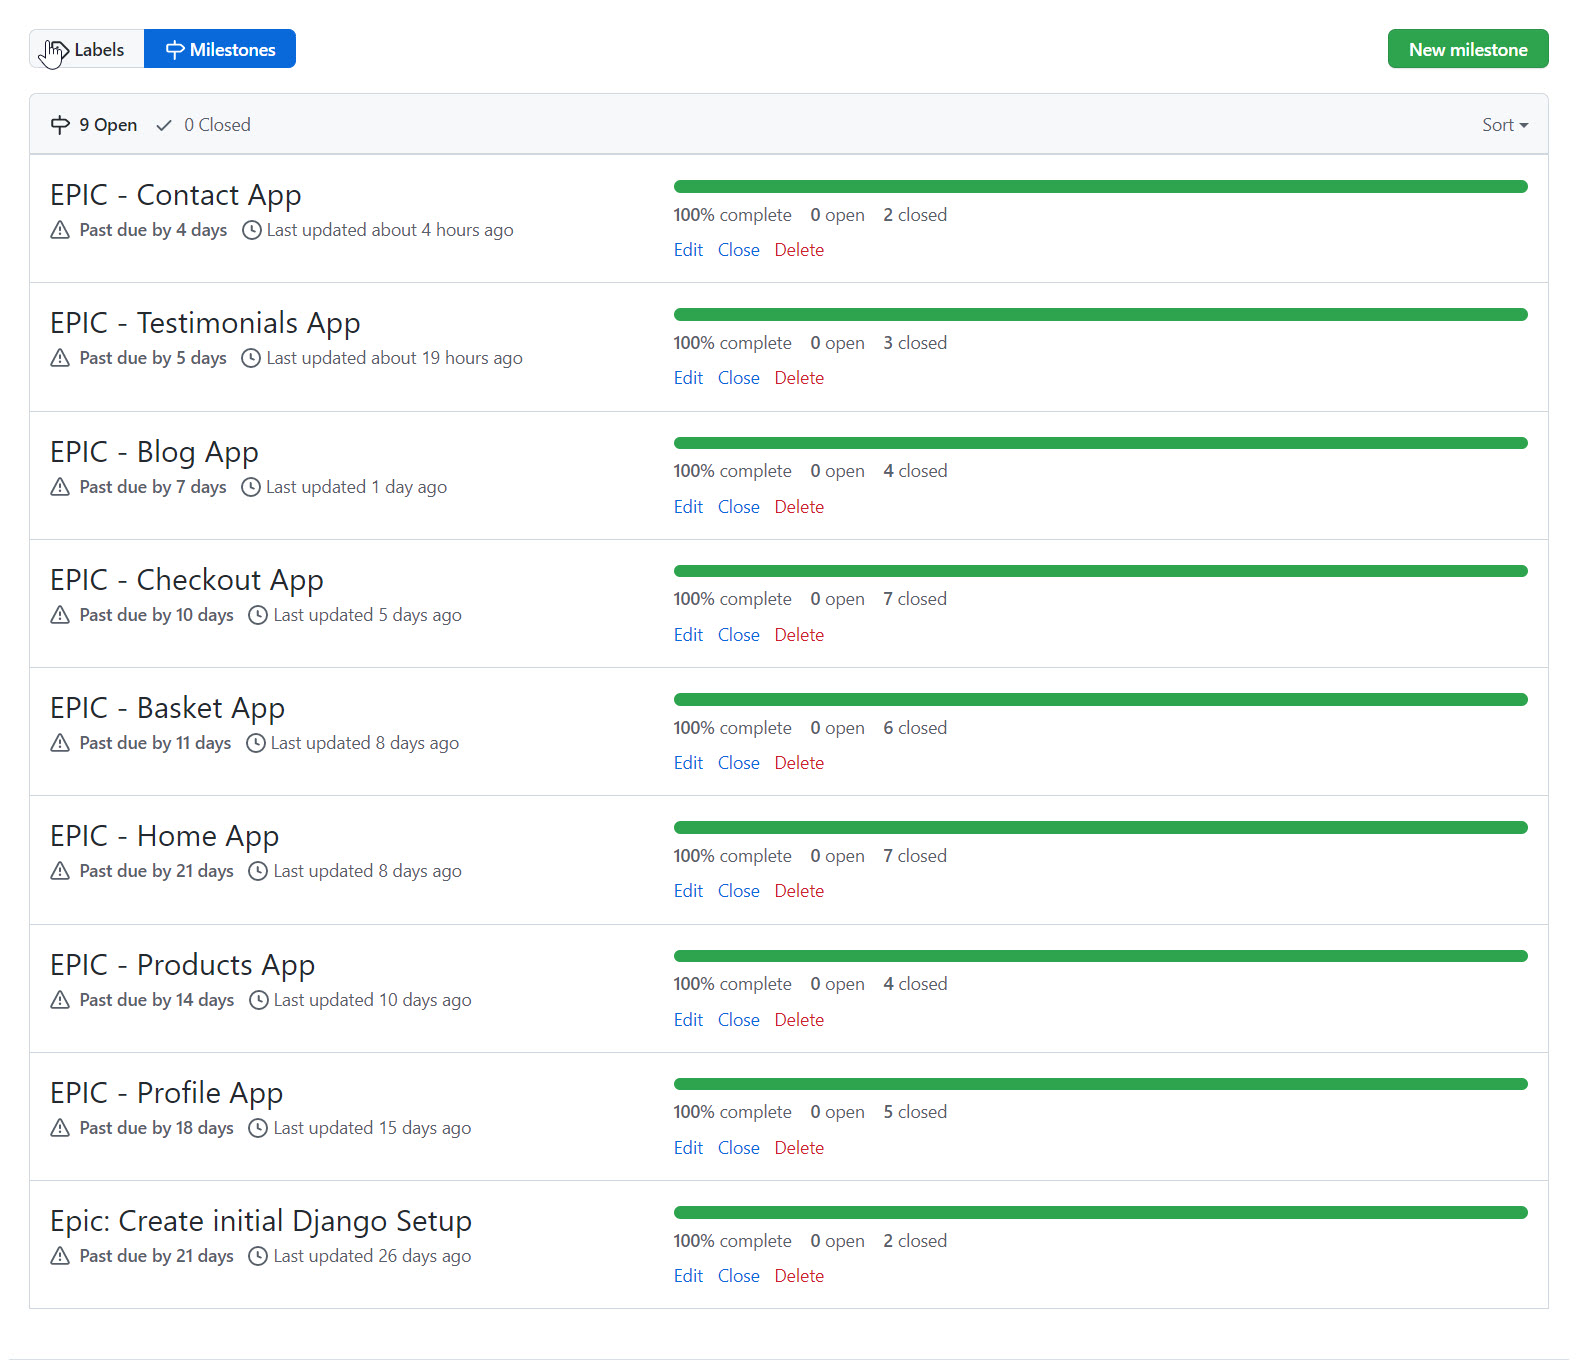 Labels Milestones New milestone
9 Open 0 Closed Sort
EPIC - Contact App
Past due by 4 days Last updated about 4 hours ago
100% complete 0 open 2 closed
Edit Close Delete
EPIC - Testimonials App
Past due by 5 days Last updated about 19 hours ago
100% complete 0 open 3 closed
Edit Close Delete
EPIC - Blog App
Past due by 7 days Last updated 1 day ago
100% complete 0 open 4 closed
Edit Close Delete
EPIC - Checkout App
Past due by 10 days Last updated 5 days ago
100% complete 0 open 7 closed
Edit Close Delete
EPIC - Basket App
Past due by 11 days Last updated 8 days ago
100% complete 0 open 6 closed
Edit Close Delete
EPIC - Home App
Past due by 21 days Last updated 8 days ago
100% complete 0 open 7 closed
Edit Close Delete
EPIC - Products App
Past due by 14 days Last updated 10 days ago
100% complete 0 open 4 closed
Edit Close Delete
EPIC - Profile App
Past due by 18 days Last updated 15 days ago
100% complete 0 open 5 closed
Edit Close Delete
Epic: Create initial Django Setup
Past due by 21 days Last updated 26 days ago
100% complete 0 open 2 closed
Edit Close Delete